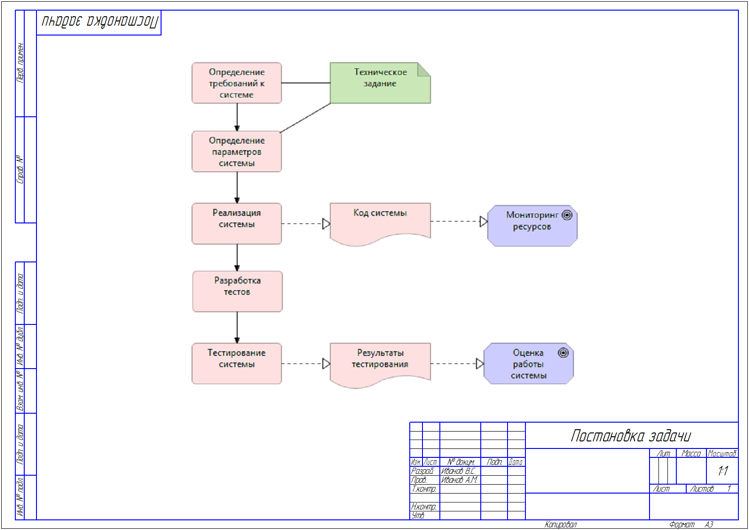 Постановка задачи
Перв. примен.
Справ. №
Подп. и дата
Инв. № дубл.
Взам. инв. №
Подп. и дата
Инв. № подл.
Определение
требований к
системе
Техническое
задание
Определение
параметров
системы
Реализация
системы
Код системы
Мониторинг
ресурсов
Разработка
тестов
Тестирование
системы
Результаты
тестирования
Оценка
работы
системы
Изм. Лист № докум. Подп. Дата
Разраб. Иванов В.С.
Пров. Иванов А.М.
Т.контр.
Н.контр.
Утв.
Постановка задачи
Лит. Масса Масштаб
1:1
Лист Листов 1
Копировал Формат А3